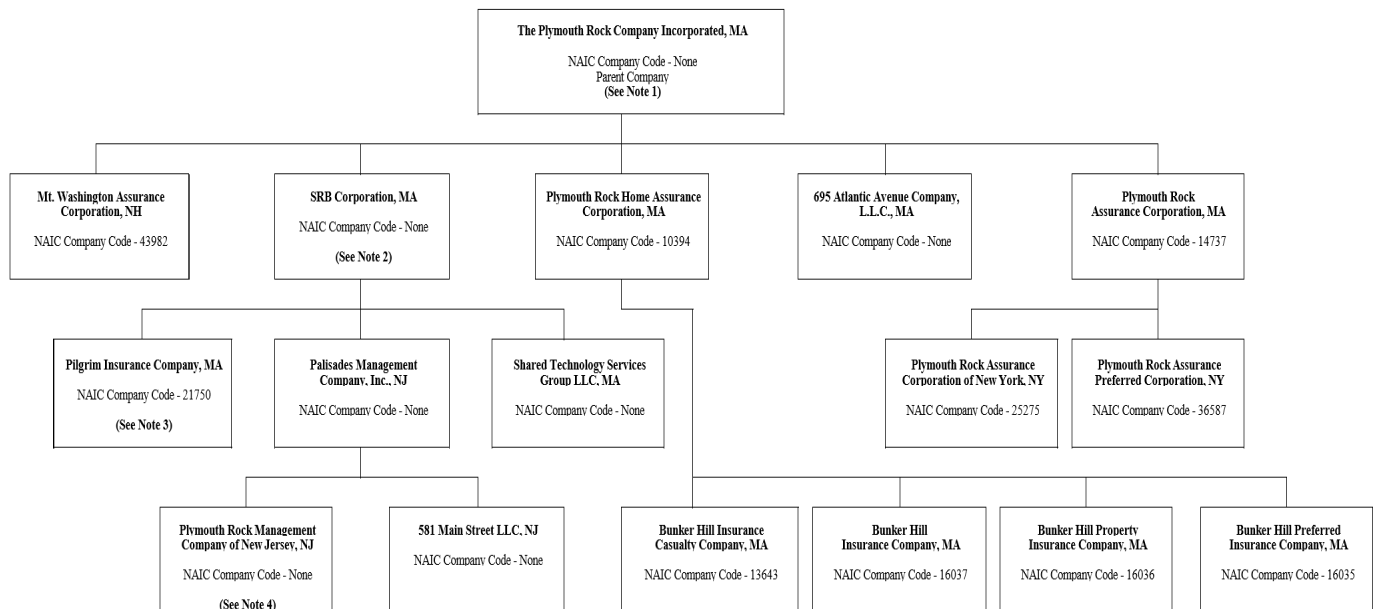 The Plymouth Rock Company Incorporated, MA
NAIC Company Code - None
Parent Company
(See Note 1)
Mt. Washington Assurance
Corporation, NH
NAIC Company Code - 43982
SRB Corporation, MA
NAIC Company Code - None
(See Note 2)
Plymouth Rock Home Assurance
Corporation, MA
NAIC Company Code - 10394
695 Atlantic Avenue Company,
L.L.C., MA
NAIC Company Code - None
Plymouth Rock
Assurance Corporation, MA
NAIC Company Code - 14737
Pilgrim Insurance Company, MA
NAIC Company Code - 21750
(See Note 3)
Palisades Management
Company, Inc., NJ
NAIC Company Code - None
Shared Technology Services
Group LLC, MA
NAIC Company Code - None
Plymouth Rock Assurance
Corporation of New York, NY
NAIC Company Code - 25275
Plymouth Rock Assurance
Preferred Corporation, NY
NAIC Company Code - 36587
Plymouth Rock Management
Company of New Jersey, NJ
NAIC Company Code - None
(See Note 4)
581 Main Street LLC, NJ
NAIC Company Code - None
Bunker Hill Insurance
Casualty Company, MA
NAIC Company Code - 13643
Bunker Hill
Insurance Company, MA
NAIC Company Code - 16037
Bunker Hill Property
Insurance Company, MA
NAIC Company Code - 16036
Bunker Hill Preferred
Insurance Company, MA
NAIC Company Code - 16035